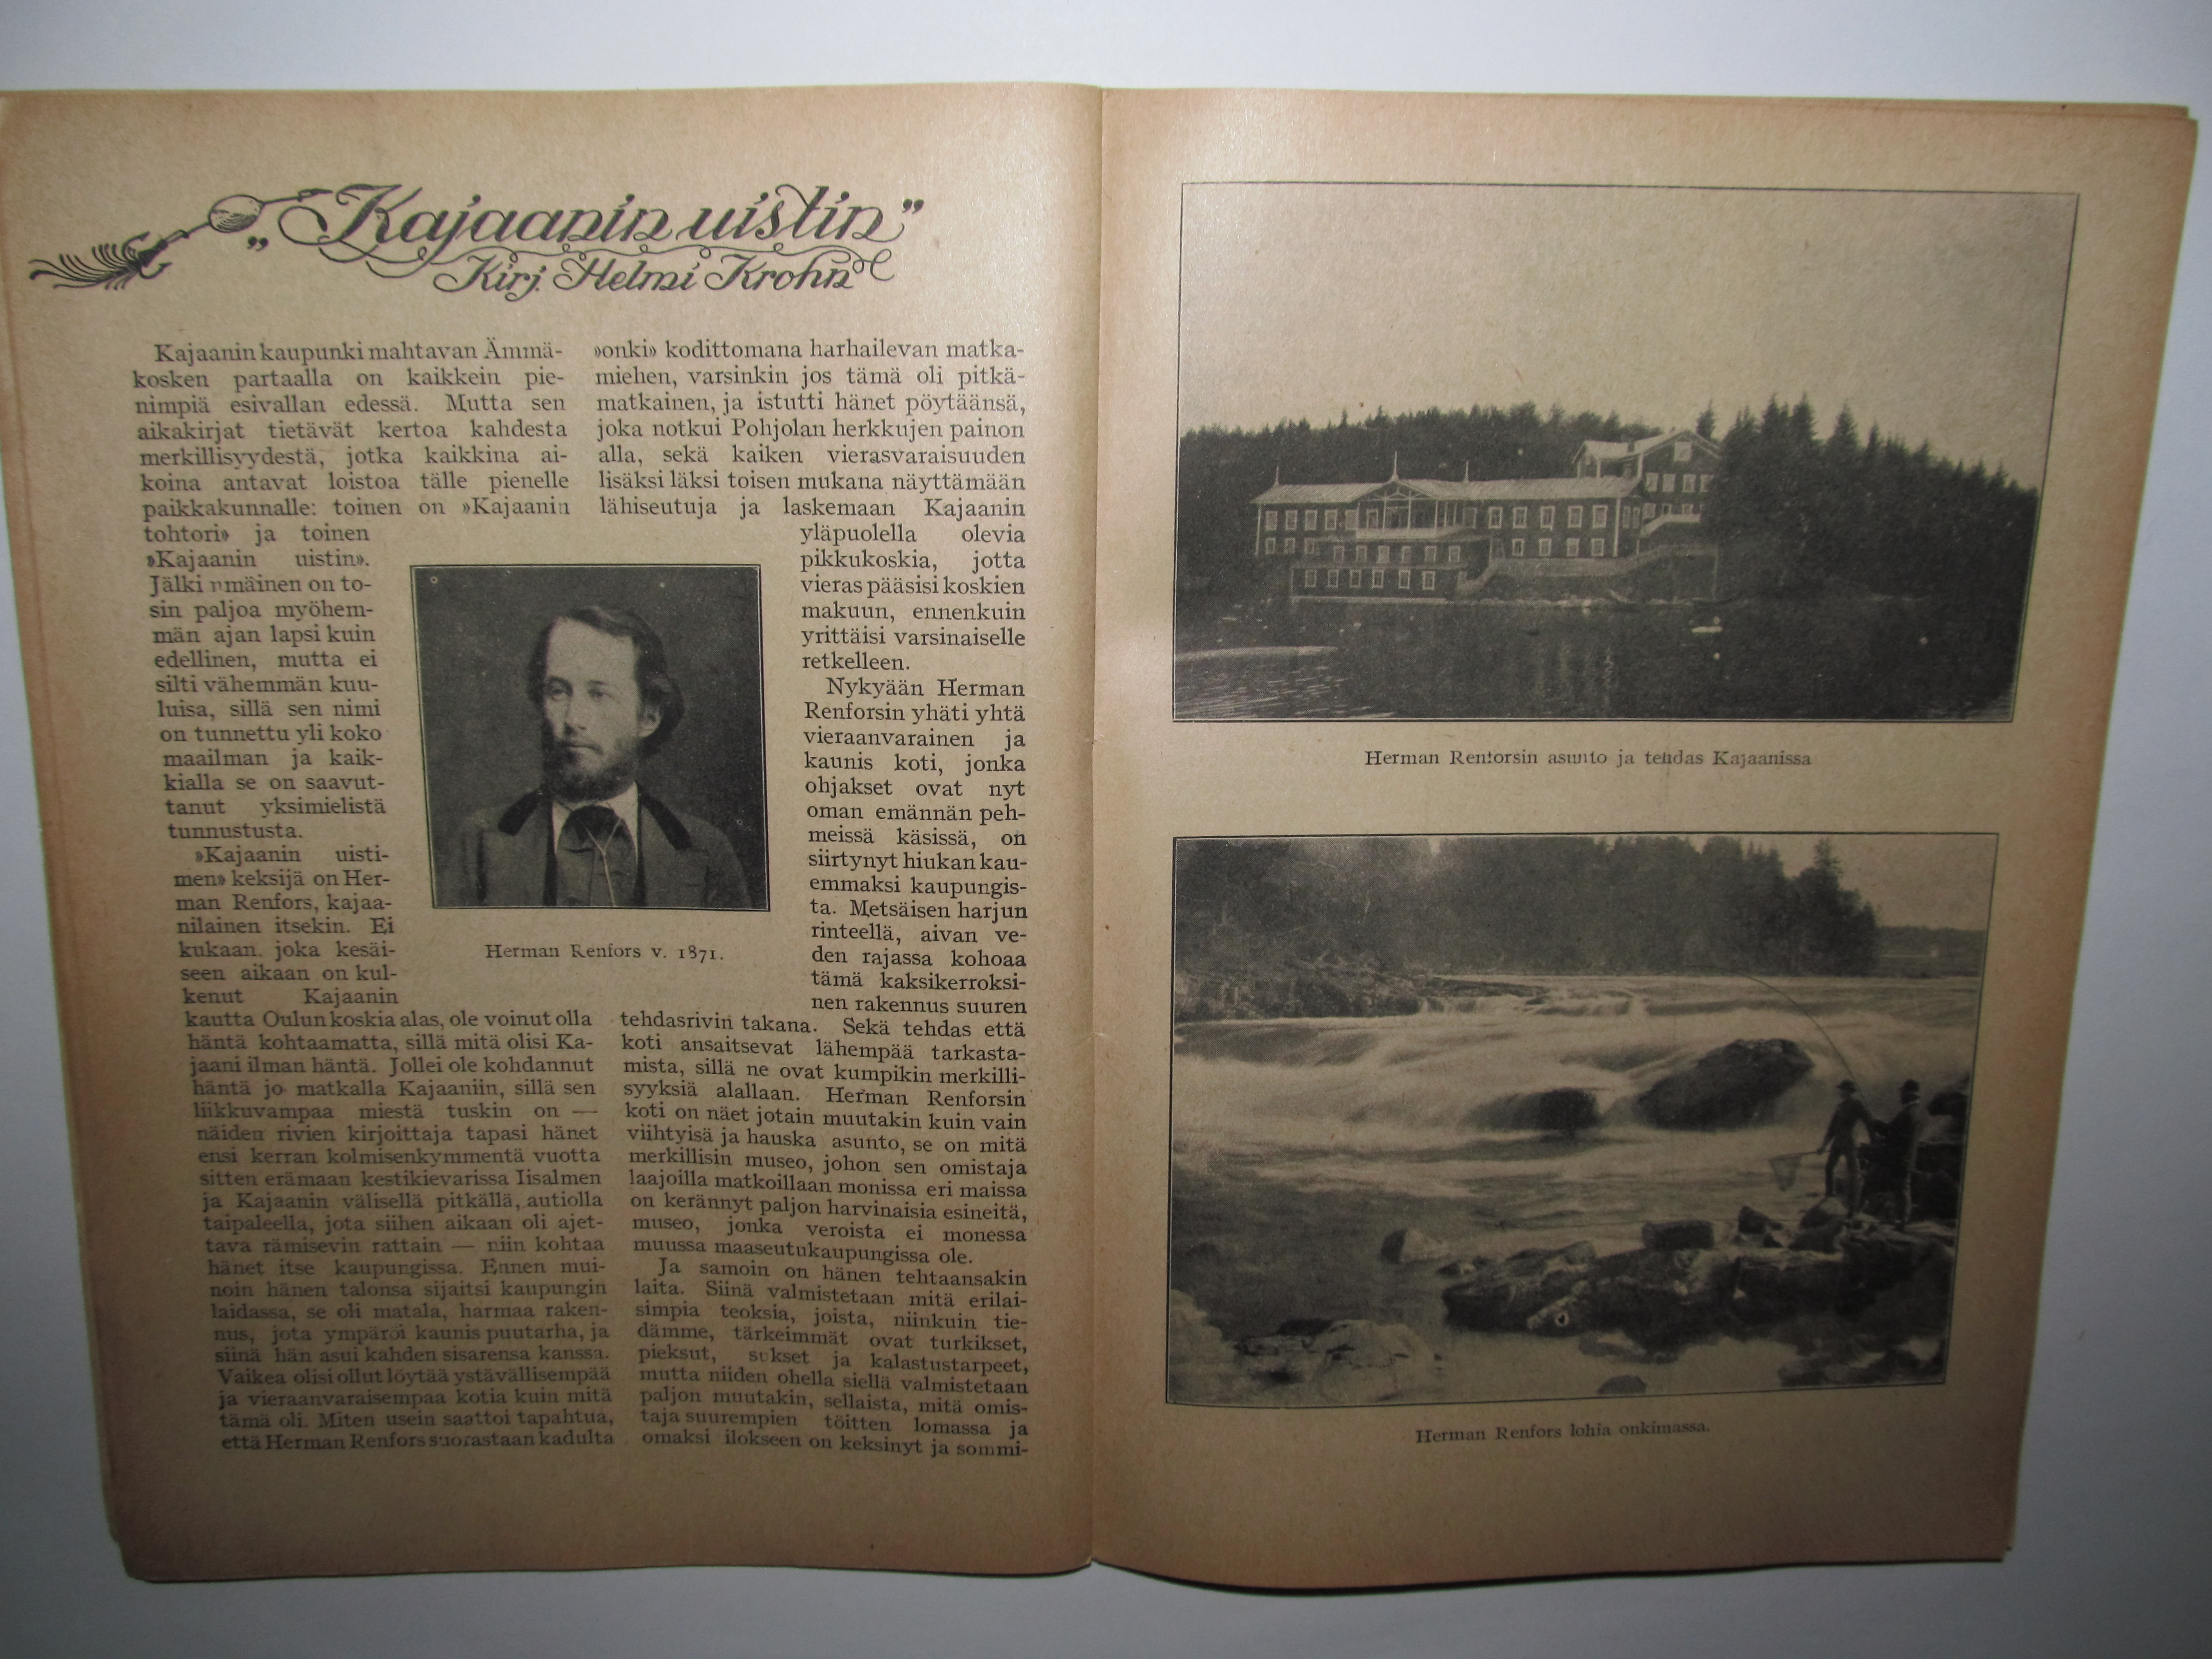 „Kajaanin uistin”
Kirj. Helmi Krohn
Kajaanin kaupunki mahtavan Ämmä-
kosken partaalla on kaikkein pie-
nimpiä esivallan edessä. Mutta sen
aikakirjat tietävät kertoa kahdesta
merkillisyydestä, jotka kaikkina ai-
koina antavat loistoa tälle pienelle
paikkakunnalle: toinen on »Kajaanin
tohtori» ja toinen
»Kajaanin uistin».
Jälkimmäinen on to-
sin paljoa myöhem-
män ajan lapsi kuin
edellinen, mutta ei
silti vähemmän kuu-
luisa, sillä sen nimi
on tunnettu yli koko
maailman ja kaik-
kialla se on saavut-
tanut yksimielistä
tunnustusta.
»Kajaanin uisti-
men» keksijä on Her-
man Renfors, kajaa-
nilainen itsekin. Ei
kukaan, joka kesäi-
seen aikaan on kul-
kenut Kajaanin
kautta Oulun koskia alas, ole voinut olla
häntä kohtaamatta, sillä mitä olisi Ka-
jaani ilman häntä. Jollei ole kohdannut
häntä jo matkalla Kajaaniin, sillä sen
liikkuvampaa miestä tuskin on —
näiden rivien kirjoittaja tapasi hänet
ensi kerran kolmisenkymmentä vuotta
sitten erämaan kestikievarissa Iisalmen
ja Kajaanin välisellä pitkällä, autiolla
taipaleella, jota siihen aikaan oli ajet-
tava rämisevin rattain — niin kohtaa
hänet itse kaupungissa. Ennen mui-
noin hänen talonsa sijaitsi kaupungin
laidassa, se oli matala, harmaa raken-
nus, jota ympäröi kaunis puutarha, ja
siinä hän asui kahden sisarensa kanssa.
Vaikea olisi ollut löytää ystävällisempää
ja vieraanvaraisempaa kotia kuin mitä
tämä oli. Miten usein saattoi tapahtua,
että Herman Renfors suorastaan kadulta
»onki» kodittomana harhailevan matka-
miehen, varsinkin jos tämä oli pitkä-
matkainen, ja istutti hänet pöytäänsä,
joka notkui Pohjolan herkkujen painon
alla, sekä kaiken vierasvaraisuuden
lisäksi läksi toisen mukana näyttämään
lähiseutuja ja laskemaan Kajaanin
yläpuolella olevia
pikkukoskia, jotta
vieras pääsisi koskien
makuun, ennenkuin
yrittäisi varsinaiselle
retkelleen.
Nykyään Herman
Renforsin yhäti yhtä
vieraanvarainen ja
kaunis koti, jonka
ohjakset ovat nyt
oman emännän peh-
meissä käsissä, on
siirtynyt hiukan kau-
emmaksi kaupungis-
ta. Metsäisen harjun
rinteellä, aivan ve-
den rajassa kohoaa
tämä kaksikerroksi-
nen rakennus suuren
tehdasrivin takana. Sekä tehdas että
koti ansaitsevat lähempää tarkasta-
mista, sillä ne ovat kumpikin merkilli-
syyksiä alallaan. Herman Renforsin
koti on näet jotain muutakin kuin vain
viihtyisä ja hauska asunto, se on mitä
merkillisin museo, johon sen omistaja
laajoilla matkoillaan monissa eri maissa
on kerännyt paljon harvinaisia esineitä,
museo, jonka veroista ei monessa
muussa maaseutukaupungissa ole.
Ja samoin on hänen tehtaansakin
laita. Siinä valmistetaan mitä erilai-
simpia teoksia, joista, niinkuin tie-
dämme, tärkeimmät ovat turkikset,
pieksut, sukset ja kalastustarpeet,
mutta niiden ohella siellä valmistetaan
paljon muutakin, sellaista, mitä omis-
taja suurempien töitten lomassa ja
omaksi ilokseen on keksinyt ja sommi-
Herman Renfors v. 1871.
Herman Renforsin asunto ja tehdas Kajaanissa
Herman Renfors lohia onkimassa.